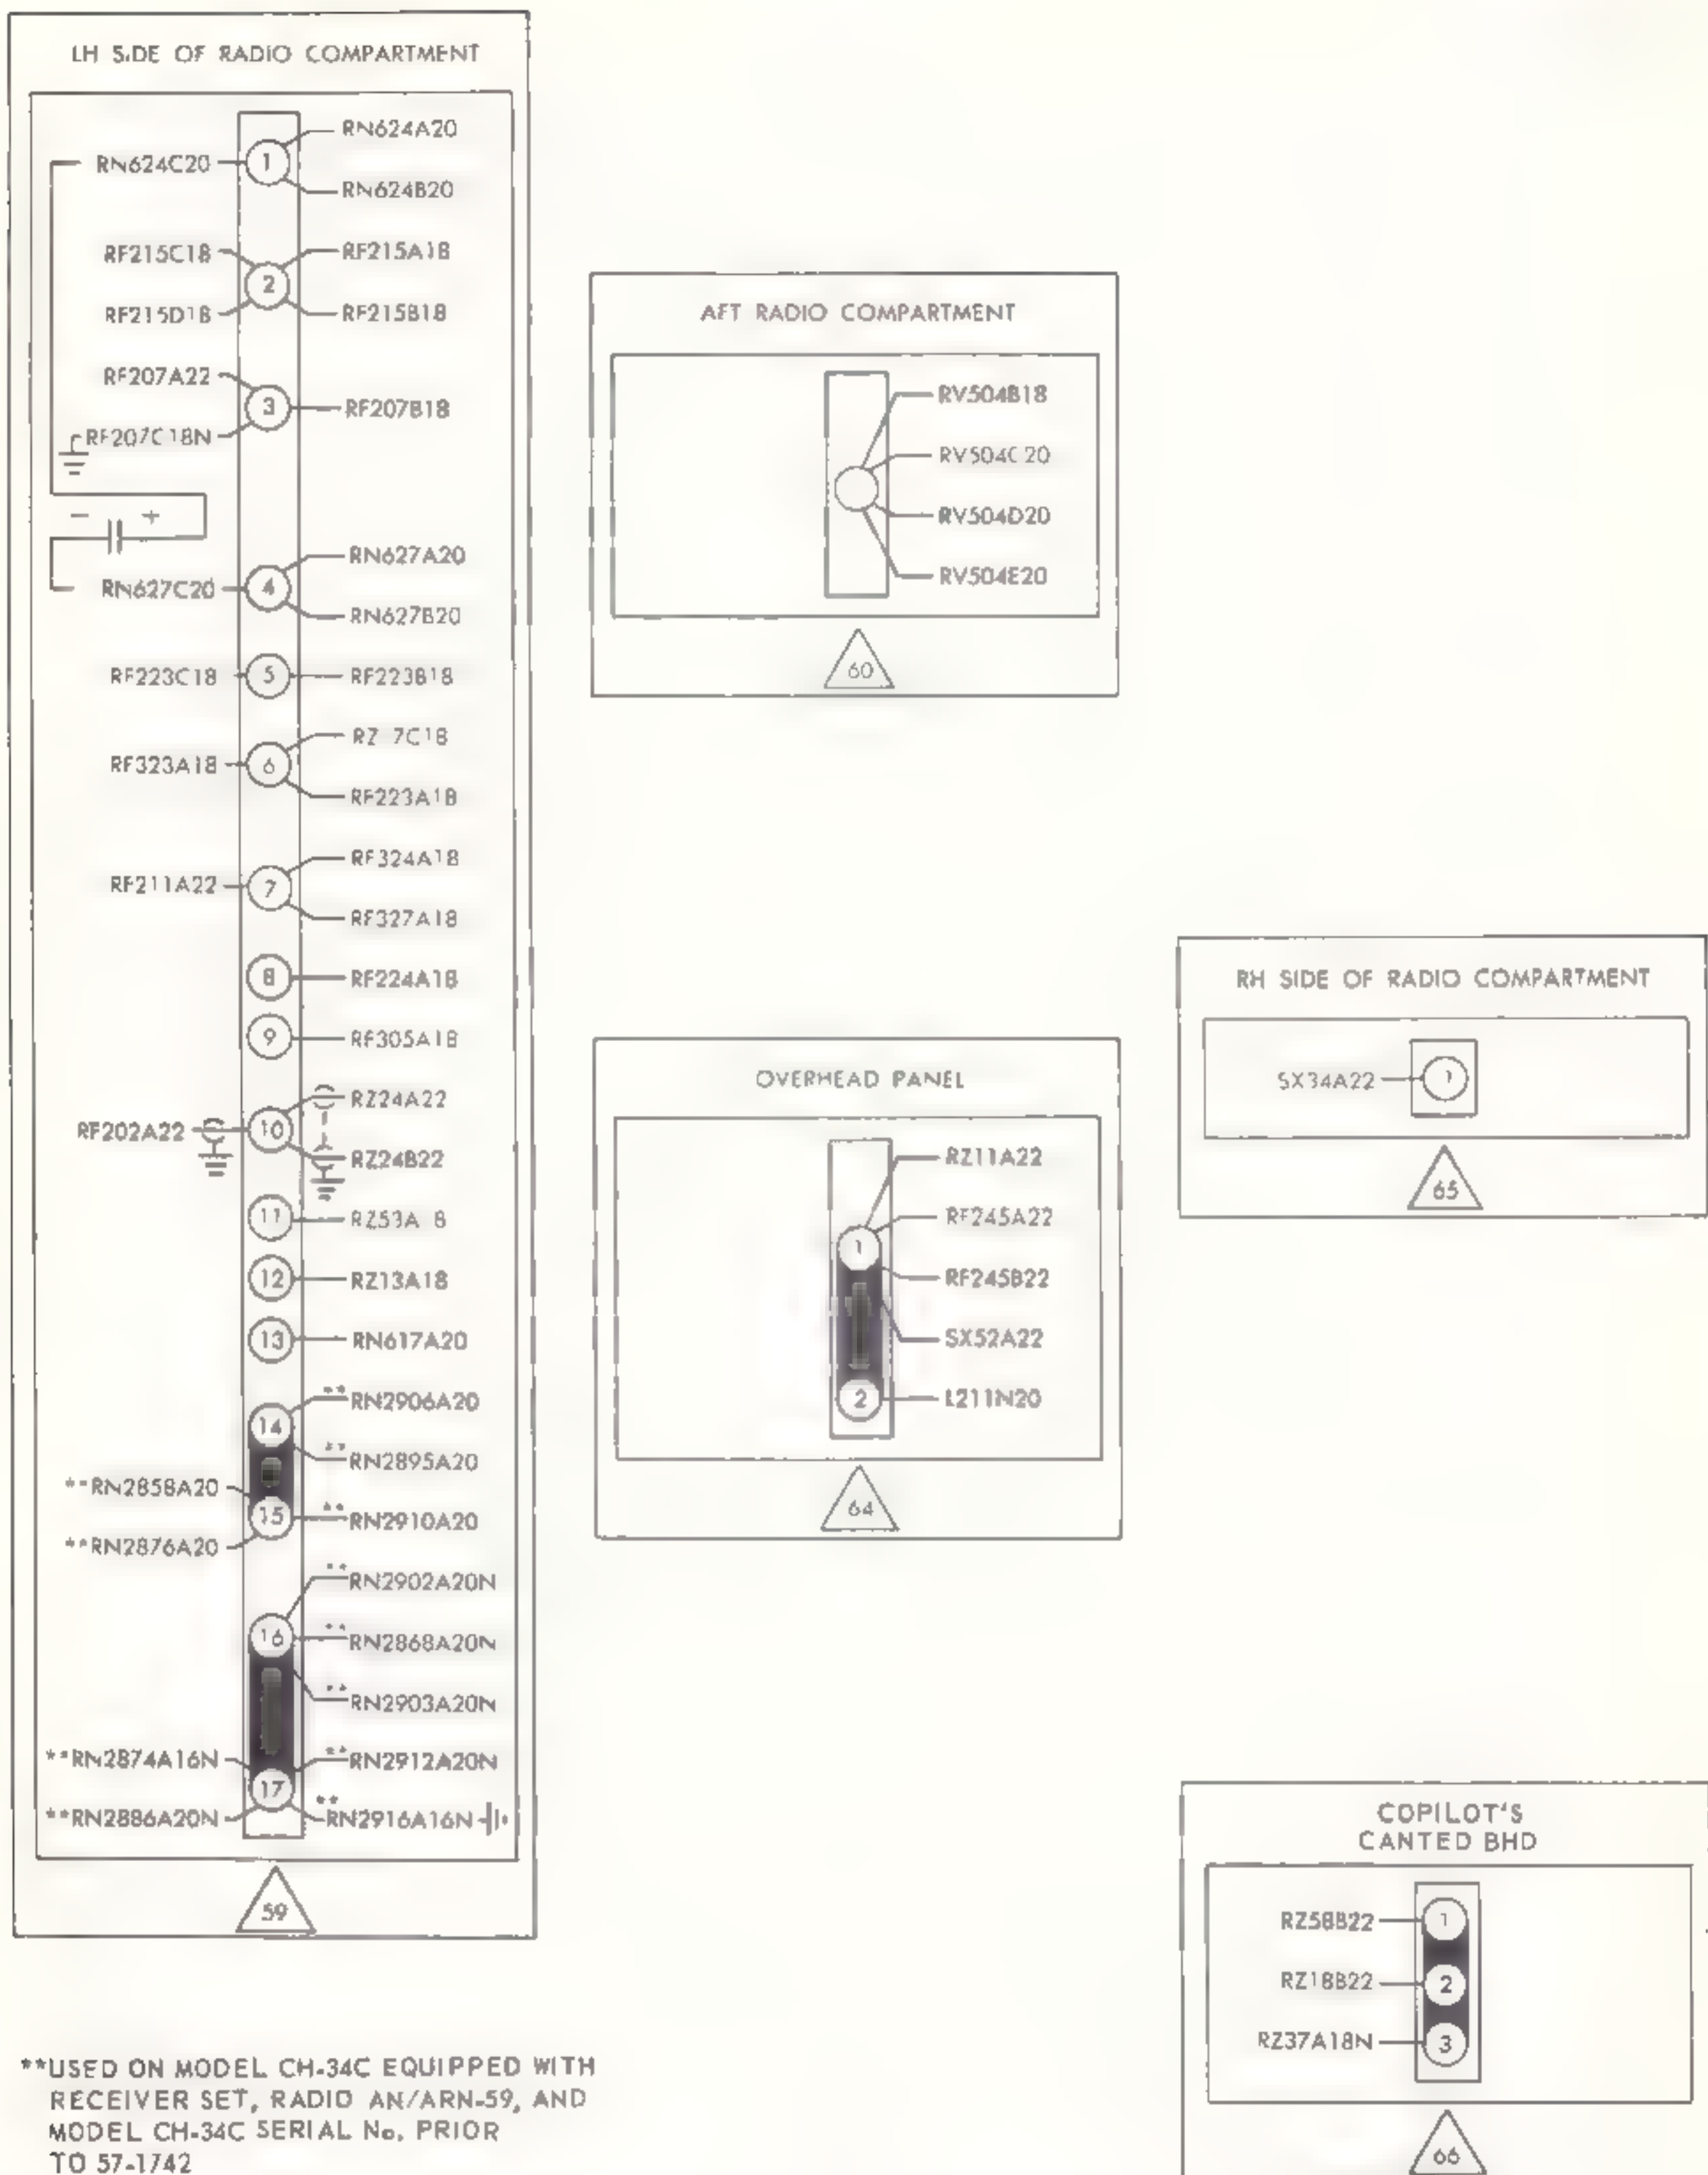 LH SIDE OF RADIO COMPARTMENT
RN624A20
RN624C20
1
RN624B20
RF215C18
RF215A18
2
RF215D18
RF215B18
RF207A22
3
RF207B18
RF207C18N
- +
RN627A20
RN627C20
4
RN627B20
RF223C18
5
RF223B18
RZ 7C18
RF323A18
6
RF223A18
RF324A18
RF211A22
7
RF327A18
8
RF224A18
9
RF305A18
RZ24A22
RF202A22
10
RZ24B22
11
RZ53A 8
12
RZ13A18
13
RN617A20
**RN2906A20
14
**RN2895A20
**RN2858A20
15
**RN2910A20
**RN2876A20
**RN2902A20N
16
**RN2868A20N
**RN2903A20N
**RN2874A16N
**RN2912A20N
17
**RN2886A20N
**RN2916A16N
59
AFT RADIO COMPARTMENT
RV504B18
RV504C20
RV504D20
RV504E20
60
OVERHEAD PANEL
RZ11A22
RF245A22
1
RF245B22
SX52A22
2
L211N20
64
RH SIDE OF RADIO COMPARTMENT
SX34A22
1
65
COPILOT'S
CANTED BHD
RZ58B22
1
RZ18B22
2
RZ37A18N
3
66
**USED ON MODEL CH-34C EQUIPPED WITH
RECEIVER SET, RADIO AN/ARN-59, AND
MODEL CH-34C SERIAL No. PRIOR
TO 57-1742